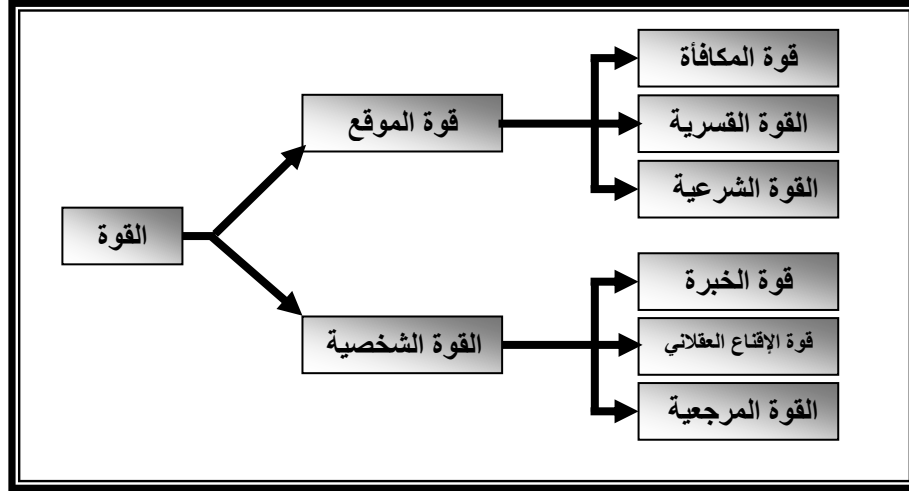 قوة المكافأة
قوة الموقع
القوة القسرية
القوة الشرعية
القوة
قوة الخبرة
القوة الشخصية
قوة الإقناع العقلاني
القوة المرجعية